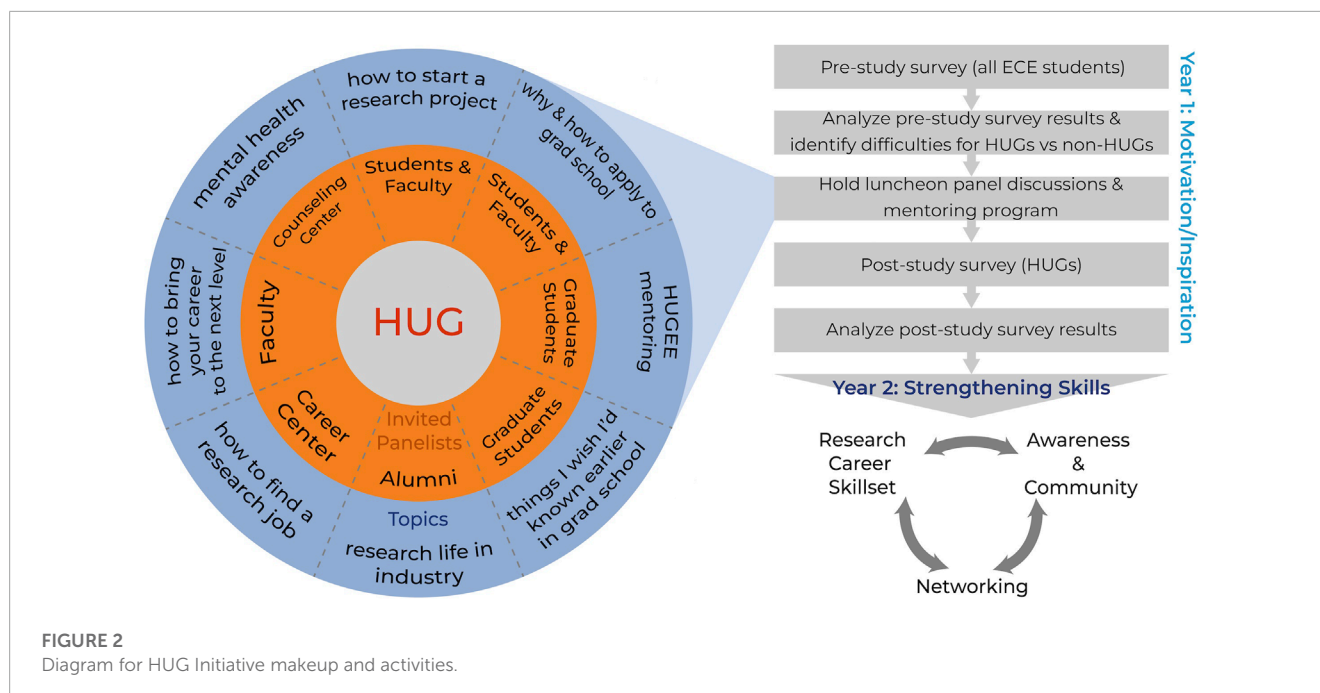 how to start a
research project
why & how to apply to
grad school
HUGEE
mentoring
things I wish I'd
known earlier
in grad school
Topics
research life in
industry
how to find a
research job
how to bring
your career
to the next level
mental health
awareness
Students &
Faculty
Students &
Faculty
Graduate
Students
Graduate
Students
Invited
Panelists
Alumni
Career
Center
Faculty
Counselling
Center
HUG
Pre-study survey (all ECE students)
Analyze pre-study survey results &
identify difficulties for HUGs vs non-HUGs
Hold luncheon panel discussions &
mentoring program
Post-study survey (HUGs)
Analyze post-study survey results
Year 1: Motivation/Inspiration
Year 2: Strengthening Skills
Research
Career
Skillset
Awareness
&
Community
Networking
FIGURE 2
Diagram for HUG Initiative makeup and activities.